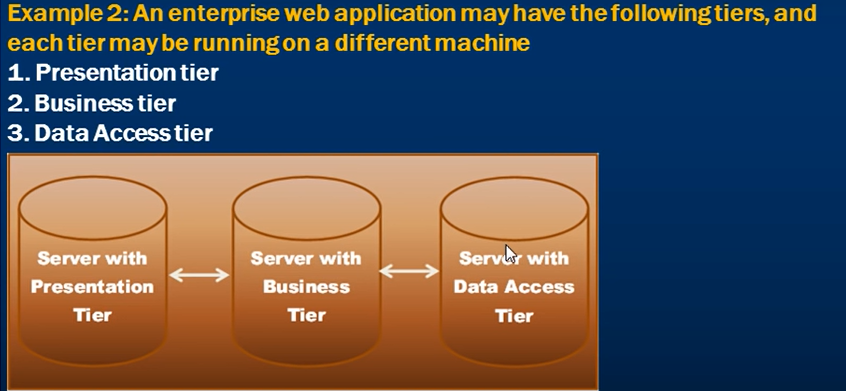 Example 2: An enterprise web application may have the following tiers, and
each tier may be running on a different machine
1. Presentation tier
2. Business tier
3. Data Access tier
Server with
Presentation
Tier
Server with
Business
Tier
Server with
Data Access
Tier